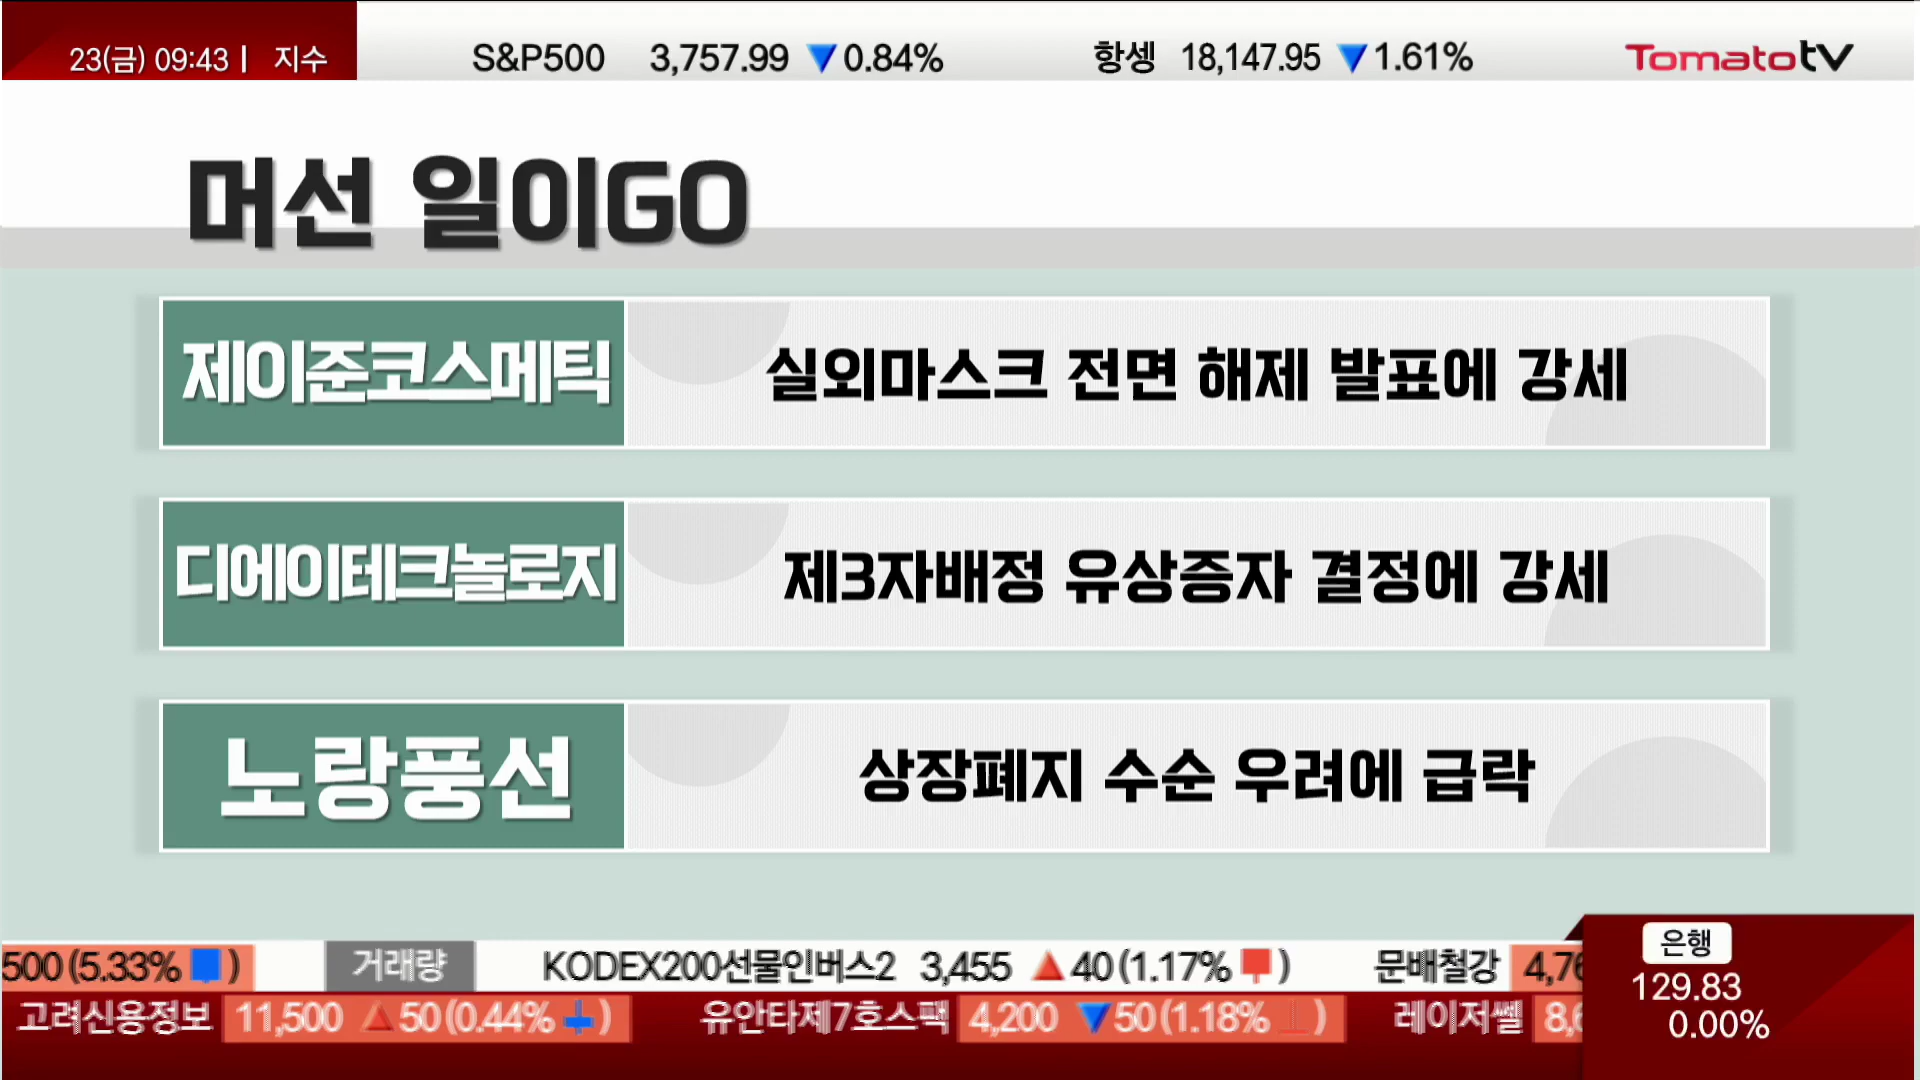 23(금) 09:43 | 지수 S&P500 3,757.99 ▼0.84% 항셍 18,147.95 ▼1.61% Tomatotv
머선 일이GO
제이준코스메틱 실외마스크 전면 해제 발표에 강세
디에이테크놀로지 제3자배정 유상증자 결정에 강세
노랑풍선 상장폐지 수순 우려에 급락
500 (5.33% ) 거래량 KODEX200선물인버스2 3,455 ▲40 (1.17% ) 문배철강 4,76
고려신용정보 11,500 ▲50 (0.44% ) 유안타제7호스팩 4,200 ▼50 (1.18% ) 레이저쎌
은행
129.83
0.00%